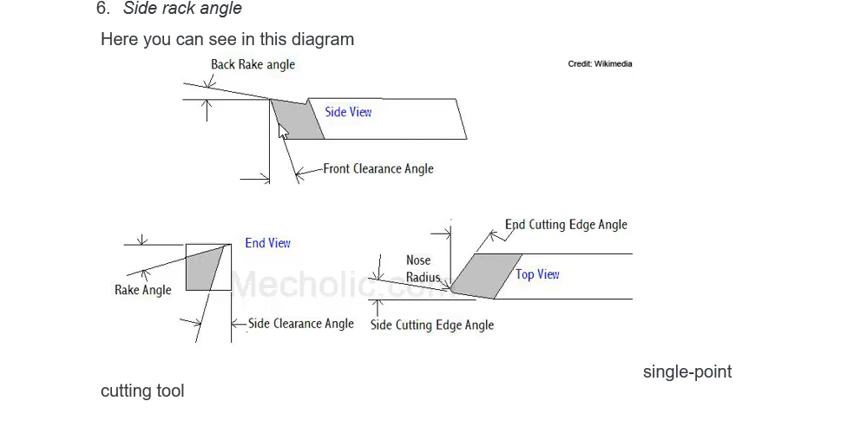 6. Side rack angle
Here you can see in this diagram
Back Rake angle
Credit: Wikimedia
Side View
Front Clearance Angle
End Cutting Edge Angle
End View
Nose
Radius
Top View
Rake Angle
Mecholic.com
Side Clearance Angle
Side Cutting Edge Angle
single-point
cutting tool